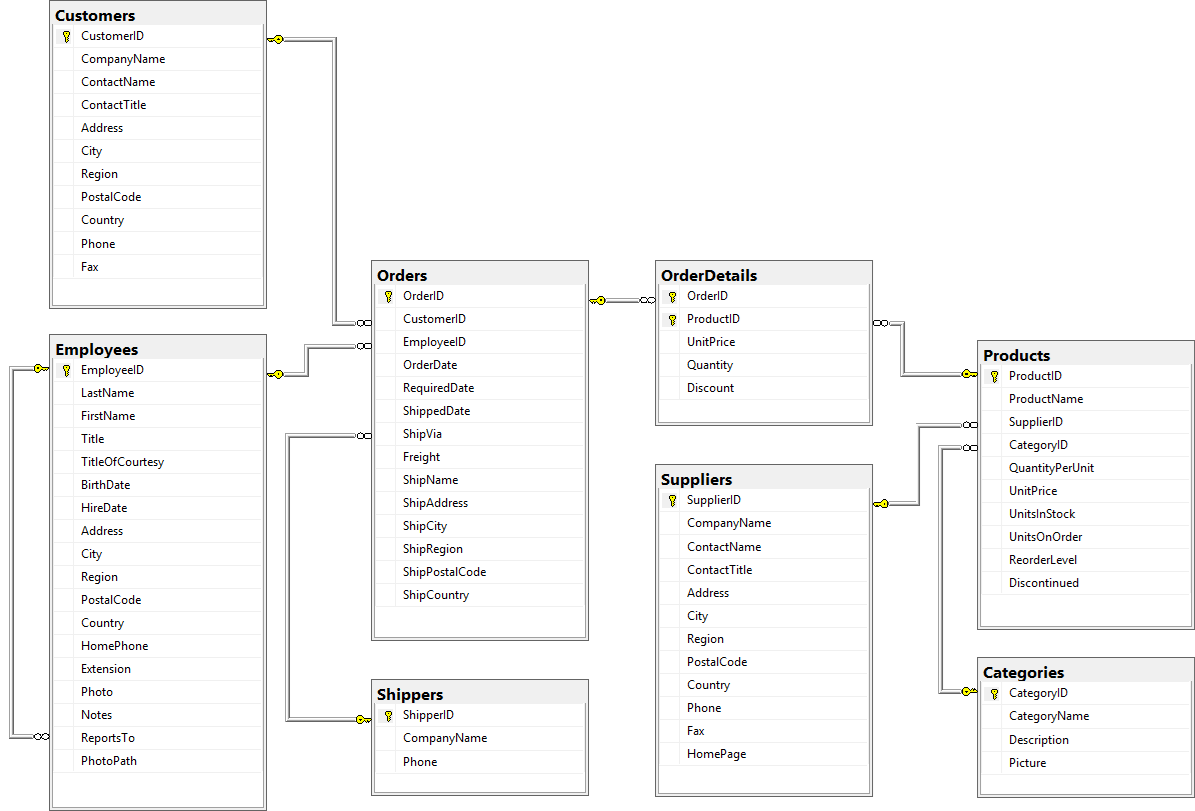 Customers
CustomerID
CompanyName
ContactName
ContactTitle
Address
City
Region
PostalCode
Country
Phone
Fax
Employees
EmployeeID
LastName
FirstName
Title
TitleOfCourtesy
BirthDate
HireDate
Address
City
Region
PostalCode
Country
HomePhone
Extension
Photo
Notes
ReportsTo
PhotoPath
Orders
OrderID
CustomerID
EmployeeID
OrderDate
RequiredDate
ShippedDate
ShipVia
Freight
ShipName
ShipAddress
ShipCity
ShipRegion
ShipPostalCode
ShipCountry
Shippers
ShipperID
CompanyName
Phone
OrderDetails
OrderID
ProductID
UnitPrice
Quantity
Discount
Suppliers
SupplierID
CompanyName
ContactName
ContactTitle
Address
City
Region
PostalCode
Country
Phone
Fax
HomePage
Products
ProductID
ProductName
SupplierID
CategoryID
QuantityPerUnit
UnitPrice
UnitsInStock
UnitsOnOrder
ReorderLevel
Discontinued
Categories
CategoryID
CategoryName
Description
Picture